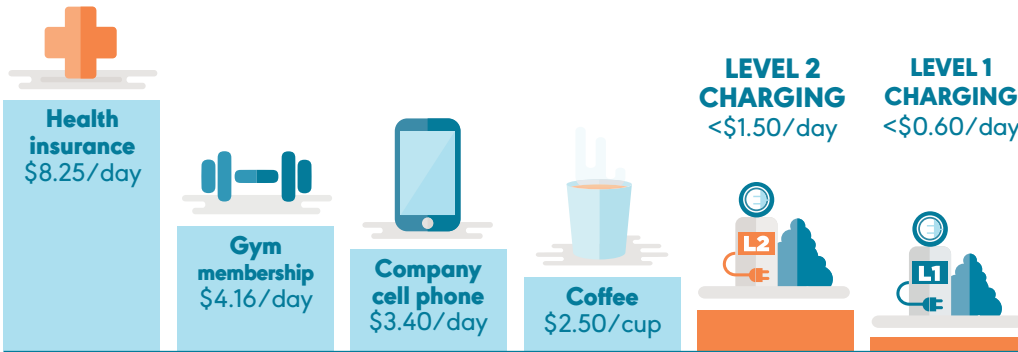 Health
insurance
$8.25/day
Gym
membership
$4.16/day
Company
cell phone
$3.40/day
Coffee
$2.50/cup
LEVEL 2
CHARGING
<$1.50/day
L2
LEVEL 1
CHARGING
<$0.60/day
L1